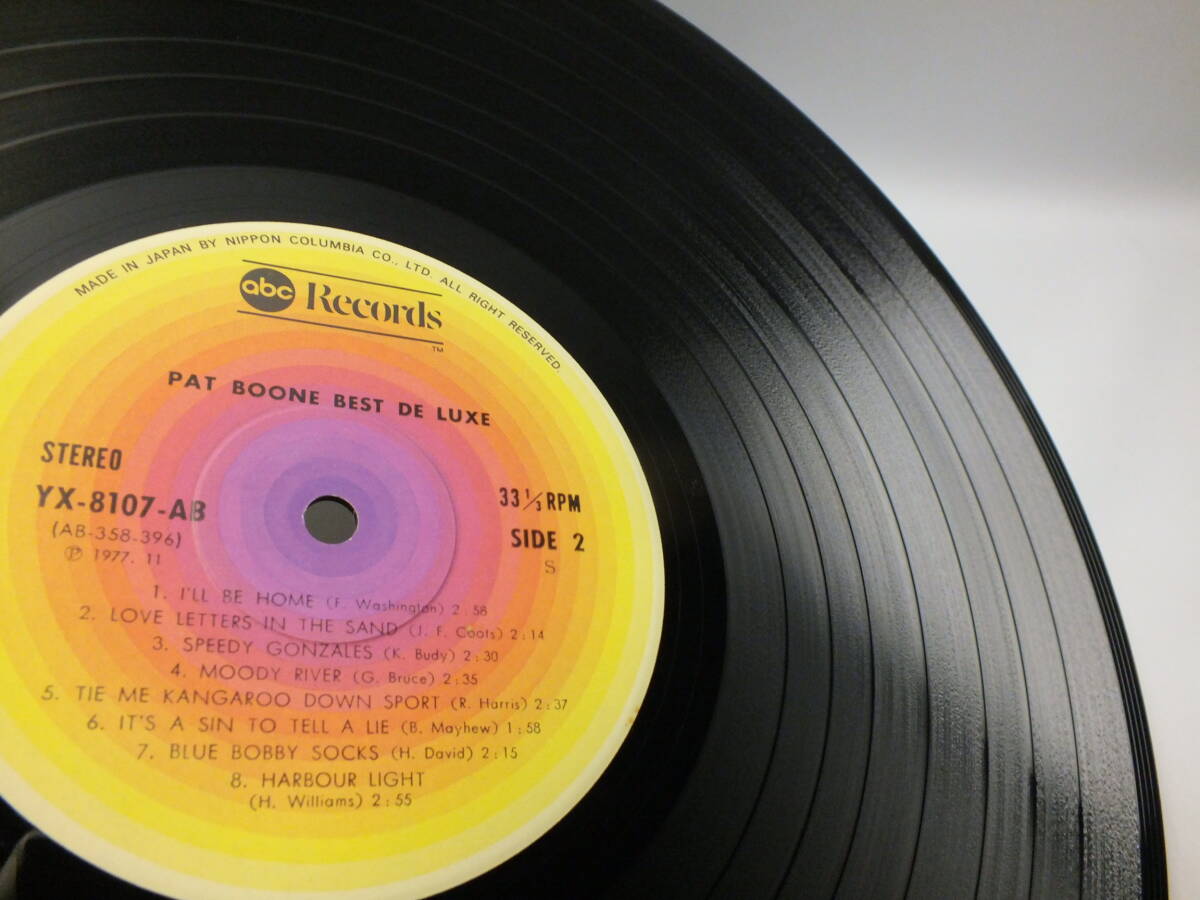 MADE IN JAPAN BY NIPPON COLUMBIA CO., LTD. ALL RIGHT RESERVED.
abc Records TM
PAT BOONE BEST DE LUXE
STEREO
YX-8107-AB
(AB-358-396)
Ⓟ 1977. 11
33 1/3 RPM
SIDE 2
S
1. I'LL BE HOME (F. Washington) 2:58
2. LOVE LETTERS IN THE SAND (J. F. Coots) 2:14
3. SPEEDY GONZALES (K. Budy) 2:30
4. MOODY RIVER (G. Bruce) 2:35
5. TIE ME KANGAROO DOWN SPORT (R. Harris) 2:37
6. IT'S A SIN TO TELL A LIE (B. Mayhew) 1:58
7. BLUE BOBBY SOCKS (H. David) 2:15
8. HARBOUR LIGHT
(H. Williams) 2:55